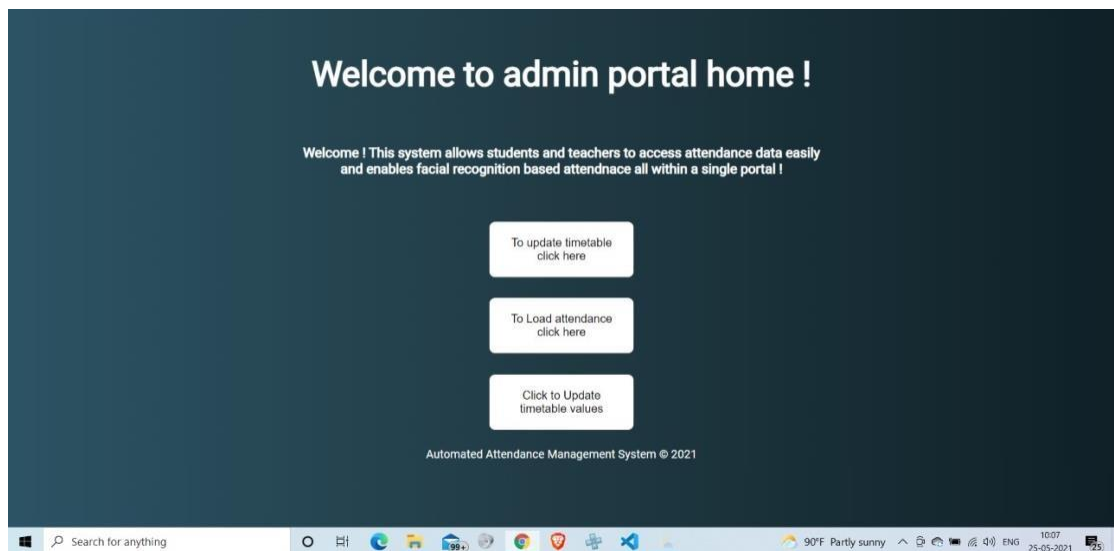 Welcome to admin portal home !
Welcome ! This system allows students and teachers to access attendance data easily
and enables facial recognition based attendnace all within a single portal !
To update timetable
click here
To Load attendance
click here
Click to Update
timetable values
Automated Attendance Management System © 2021
Search for anything
99+
90°F Partly sunny
ENG
10:07
25-05-2021
25